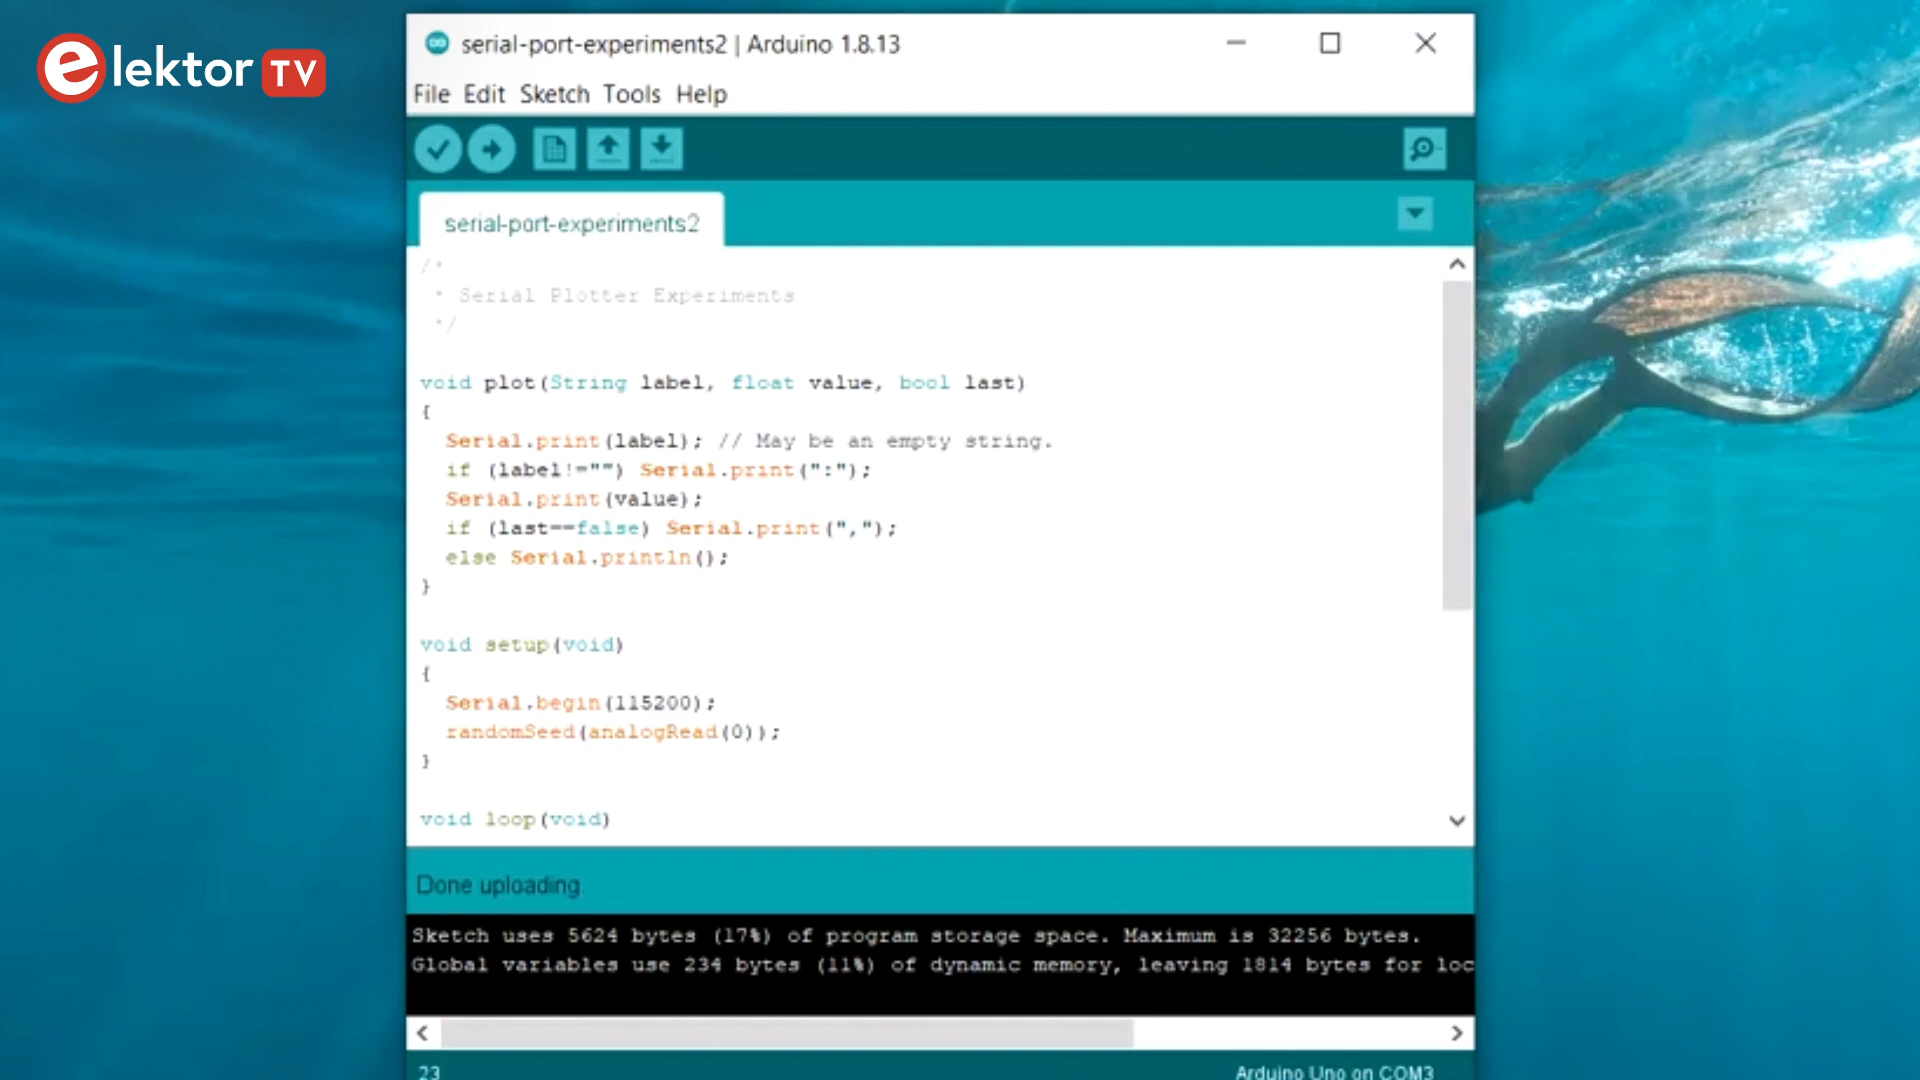 elektor TV
serial-port-experiments2 | Arduino 1.8.13
File Edit Sketch Tools Help
serial-port-experiments2
/*
* Serial Plotter Experiments
*/
void plot(String label, float value, bool last)
{
Serial.print(label); // May be an empty string.
if (label!="") Serial.print(":");
Serial.print(value);
if (last==false) Serial.print(",");
else Serial.println();
}
void setup(void)
{
Serial.begin(115200);
randomSeed(analogRead(0));
}
void loop(void)
Done uploading.
Sketch uses 5624 bytes (17%) of program storage space. Maximum is 32256 bytes.
Global variables use 234 bytes (11%) of dynamic memory, leaving 1814 bytes for loc
23
Arduino Uno on COM3